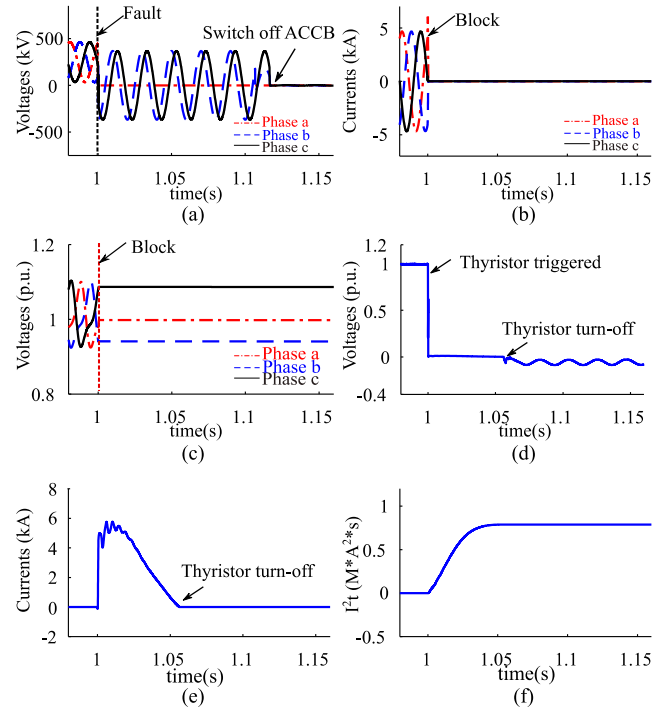 Fault
Switch off ACCB
Voltages (kV)
500
0
-500
Phase a
Phase b
Phase c
1
1.05
1.1
1.15
time(s)
(a)
Block
Currents (kA)
5
0
-5
Phase a
Phase b
Phase c
1
1.05
1.1
1.15
time(s)
(b)
Block
Voltages (p.u.)
1.2
1
0.8
Phase a
Phase b
Phase c
1
1.05
1.1
1.15
time(s)
(c)
Thyristor triggered
Thyristor turn-off
Voltages (p.u.)
1
0.5
0
-0.4
1
1.05
1.1
1.15
time(s)
(d)
Thyristor turn-off
Currents (kA)
8
6
4
2
0
-2
1
1.05
1.1
1.15
time(s)
(e)
I²t (M*A²*s)
1
0.5
0
-0.5
1
1.05
1.1
1.15
time(s)
(f)